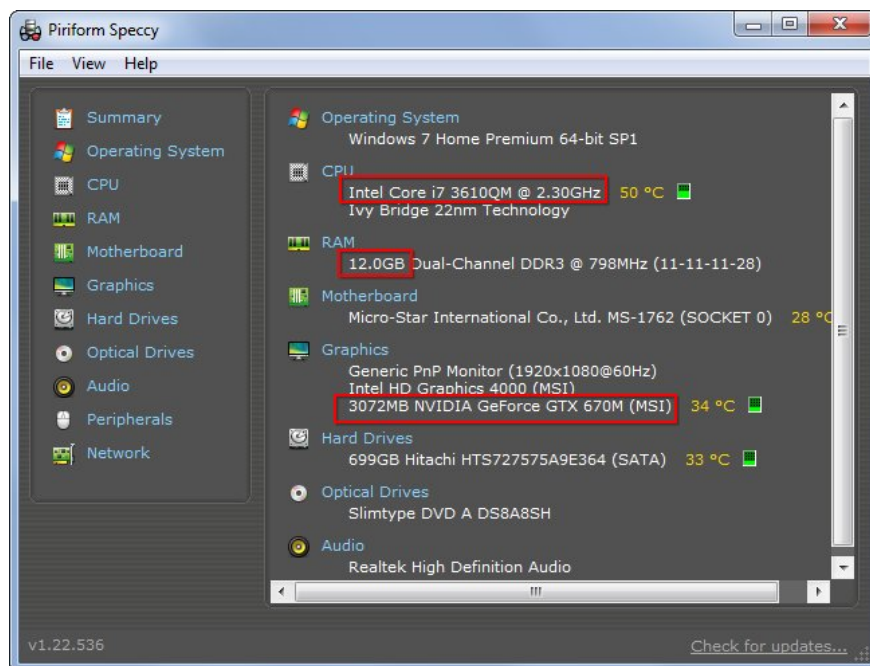 Piriform Speccy
File View Help
Summary
Operating System
CPU
RAM
Motherboard
Graphics
Hard Drives
Optical Drives
Audio
Peripherals
Network
Operating System
Windows 7 Home Premium 64-bit SP1
CPU
Intel Core i7 3610QM @ 2.30GHz 50 °C
Ivy Bridge 22nm Technology
RAM
12.0GB Dual-Channel DDR3 @ 798MHz (11-11-11-28)
Motherboard
Micro-Star International Co., Ltd. MS-1762 (SOCKET 0) 28 °C
Graphics
Generic PnP Monitor (1920x1080@60Hz)
Intel HD Graphics 4000 (MSI)
3072MB NVIDIA GeForce GTX 670M (MSI) 34 °C
Hard Drives
699GB Hitachi HTS727575A9E364 (SATA) 33 °C
Optical Drives
Slimtype DVD A DS8A8SH
Audio
Realtek High Definition Audio
v1.22.536
Check for updates...